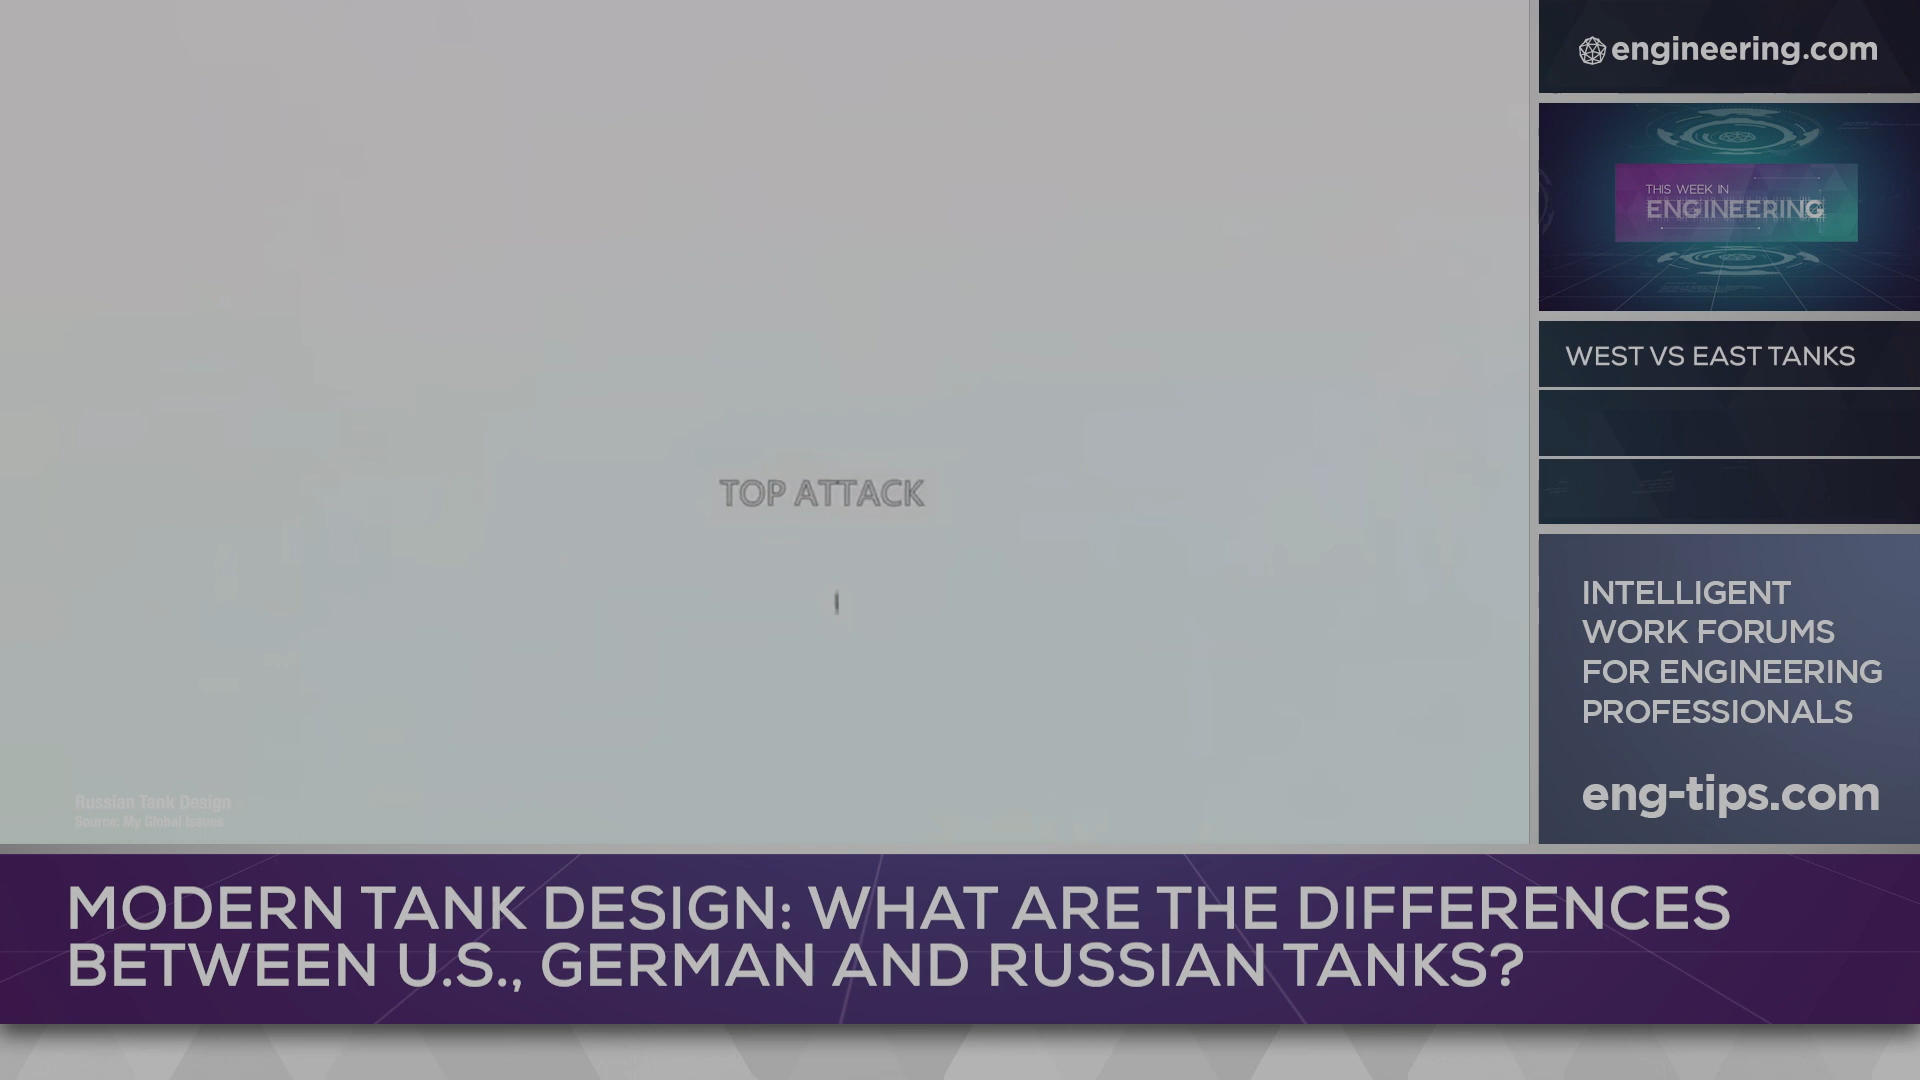 TOP ATTACK
Russian Tank Design
Source: My Global Issues
engineering.com
THIS WEEK IN
ENGINEERING
WEST VS EAST TANKS
INTELLIGENT
WORK FORUMS
FOR ENGINEERING
PROFESSIONALS
eng-tips.com
MODERN TANK DESIGN: WHAT ARE THE DIFFERENCES
BETWEEN U.S., GERMAN AND RUSSIAN TANKS?